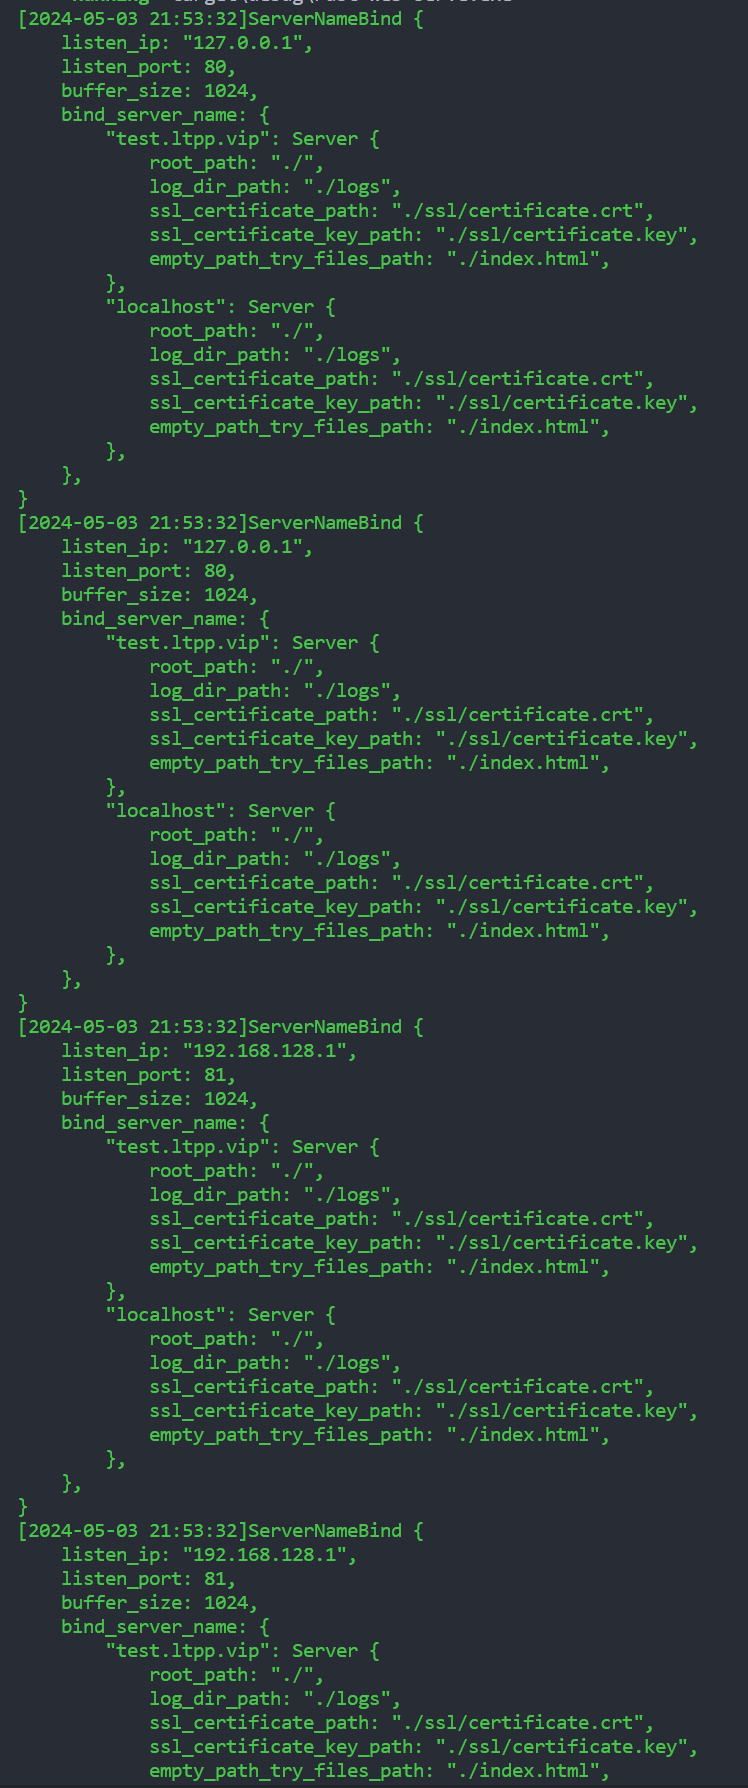 [2024-05-03 21:53:32]ServerNameBind {
    listen_ip: "127.0.0.1",
    listen_port: 80,
    buffer_size: 1024,
    bind_server_name: {
        "test.ltpp.vip": Server {
            root_path: "./",
            log_dir_path: "./logs",
            ssl_certificate_path: "./ssl/certificate.crt",
            ssl_certificate_key_path: "./ssl/certificate.key",
            empty_path_try_files_path: "./index.html",
        },
        "localhost": Server {
            root_path: "./",
            log_dir_path: "./logs",
            ssl_certificate_path: "./ssl/certificate.crt",
            ssl_certificate_key_path: "./ssl/certificate.key",
            empty_path_try_files_path: "./index.html",
        },
    },
}
[2024-05-03 21:53:32]ServerNameBind {
    listen_ip: "127.0.0.1",
    listen_port: 80,
    buffer_size: 1024,
    bind_server_name: {
        "test.ltpp.vip": Server {
            root_path: "./",
            log_dir_path: "./logs",
            ssl_certificate_path: "./ssl/certificate.crt",
            ssl_certificate_key_path: "./ssl/certificate.key",
            empty_path_try_files_path: "./index.html",
        },
        "localhost": Server {
            root_path: "./",
            log_dir_path: "./logs",
            ssl_certificate_path: "./ssl/certificate.crt",
            ssl_certificate_key_path: "./ssl/certificate.key",
            empty_path_try_files_path: "./index.html",
        },
    },
}
[2024-05-03 21:53:32]ServerNameBind {
    listen_ip: "192.168.128.1",
    listen_port: 81,
    buffer_size: 1024,
    bind_server_name: {
        "test.ltpp.vip": Server {
            root_path: "./",
            log_dir_path: "./logs",
            ssl_certificate_path: "./ssl/certificate.crt",
            ssl_certificate_key_path: "./ssl/certificate.key",
            empty_path_try_files_path: "./index.html",
        },
        "localhost": Server {
            root_path: "./",
            log_dir_path: "./logs",
            ssl_certificate_path: "./ssl/certificate.crt",
            ssl_certificate_key_path: "./ssl/certificate.key",
            empty_path_try_files_path: "./index.html",
        },
    },
}
[2024-05-03 21:53:32]ServerNameBind {
    listen_ip: "192.168.128.1",
    listen_port: 81,
    buffer_size: 1024,
    bind_server_name: {
        "test.ltpp.vip": Server {
            root_path: "./",
            log_dir_path: "./logs",
            ssl_certificate_path: "./ssl/certificate.crt",
            ssl_certificate_key_path: "./ssl/certificate.key",
            empty_path_try_files_path: "./index.html",